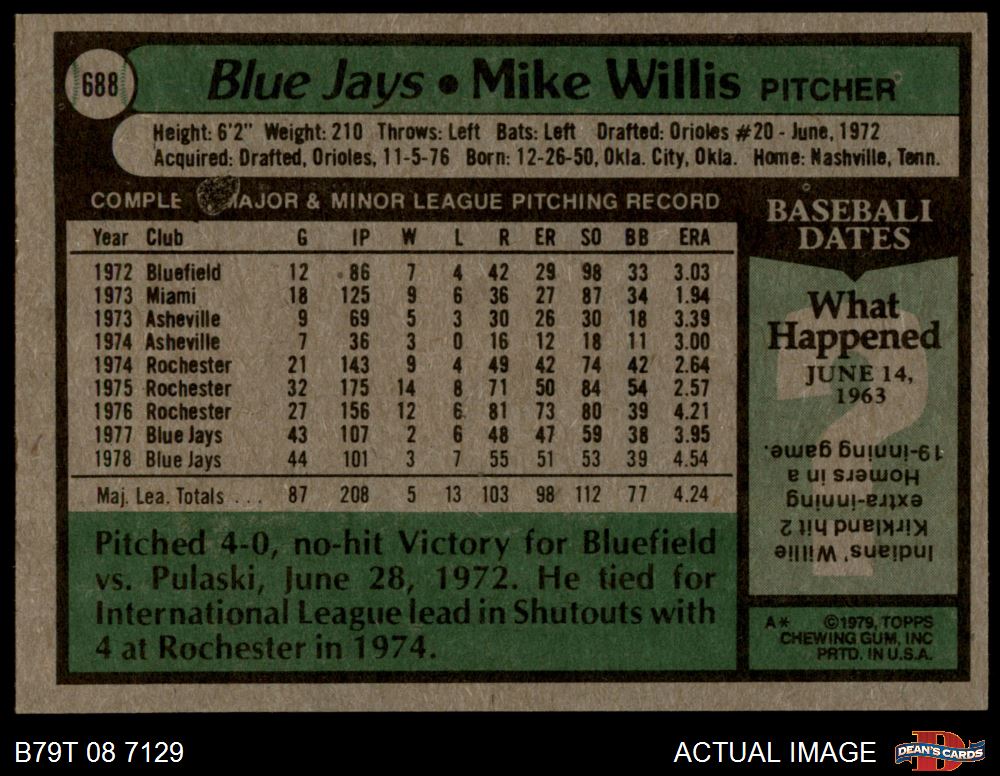 688 Blue Jays • Mike Willis PITCHER
Height: 6'2" Weight: 210 Throws: Left Bats: Left Drafted: Orioles #20 - June, 1972
Acquired: Drafted, Orioles, 11-5-76 Born: 12-26-50, Okla. City, Okla. Home: Nashville, Tenn.
COMPLE AJOR & MINOR LEAGUE PITCHING RECORD
Year Club G IP W L R ER SO BB ERA
1972 Bluefield 12 86 7 4 42 29 98 33 3.03
1973 Miami 18 125 9 6 36 27 87 34 1.94
1973 Asheville 9 69 5 3 30 26 30 18 3.39
1974 Asheville 7 36 3 0 16 12 18 11 3.00
1974 Rochester 21 143 9 4 49 42 74 42 2.64
1975 Rochester 32 175 14 8 71 50 84 54 2.57
1976 Rochester 27 156 12 6 81 73 80 39 4.21
1977 Blue Jays 43 107 2 6 48 47 59 38 3.95
1978 Blue Jays 44 101 3 7 55 51 53 39 4.54
Maj. Lea. Totals . . . 87 208 5 13 103 98 112 77 4.24
Pitched 4-0, no-hit Victory for Bluefield
vs. Pulaski, June 28, 1972. He tied for
International League lead in Shutouts with
4 at Rochester in 1974.
BASEBALL
DATES
What
Happened
JUNE 14,
1963
Indians' Willie
Kirkland hit 2
extra-inning
Homers in a
19-inning game.
A* ©1979, TOPPS
CHEWING GUM, INC
PRTD. IN U.S.A.
B79T 08 7129
ACTUAL IMAGE
DEAN'S CARDS